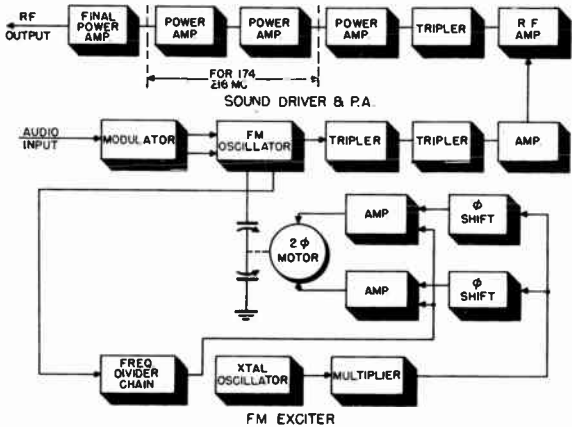 RF OUTPUT
FINAL POWER AMP.
POWER AMP.
POWER AMP.
POWER AMP.
TRIPLER
R F AMP
FOR 174
216 MC
SOUND DRIVER & P.A.
AUDIO INPUT
MODULATOR
FM OSCILLATOR
TRIPLER
TRIPLER
AMP
2 ϕ MOTOR
AMP
ϕ SHIFT
AMP
ϕ SHIFT
FREQ DIVIDER CHAIN
XTAL OSCILLATOR
MULTIPLIER
FM EXCITER